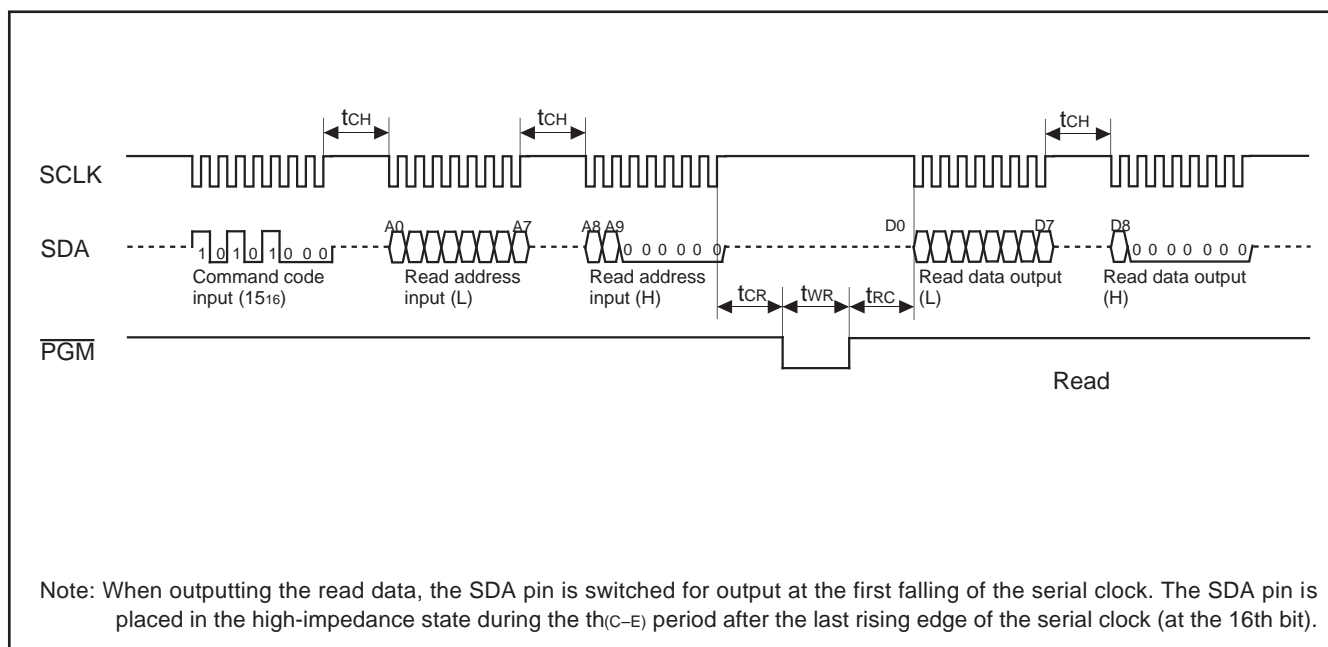 tCH tCH tCH
SCLK
A0 A7 A8 A9 D0 D7 D8
SDA
1 0 1 0 1 0 0 0 0 0 0 0 0 0 0 0 0 0 0 0 0
Command code
input (1516)
Read address
input (L)
Read address
input (H)
Read data output
(L)
Read data output
(H)
tCR tWR tRC
PGM
Read
Note: When outputting the read data, the SDA pin is switched for output at the first falling of the serial clock. The SDA pin is
placed in the high-impedance state during the th(C–E) period after the last rising edge of the serial clock (at the 16th bit).